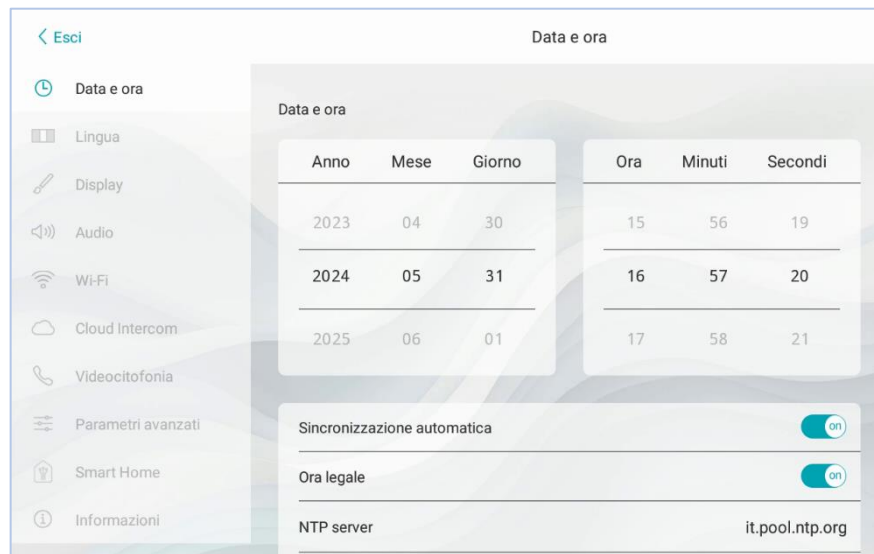 Esci
Data e ora
Data e ora
Lingua
Display
Audio
Wi-Fi
Cloud Intercom
Videocitofonia
Parametri avanzati
Smart Home
Informazioni
Data e ora
Anno Mese Giorno
2023 04 30
2024 05 31
2025 06 01
Ora Minuti Secondi
15 56 19
16 57 20
17 58 21
Sincronizzazione automatica on
Ora legale on
NTP server it.pool.ntp.org